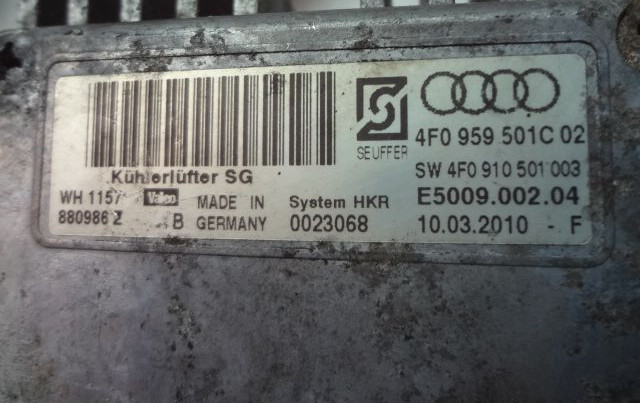 SEUFFER
4F0 959 501C 02
Kühlerlüfter SG
SW 4F0 910 501 003
WH 1157 Valeo MADE IN System HKR E5009.002.04
880986 Z B GERMANY 0023068 10.03.2010 - F